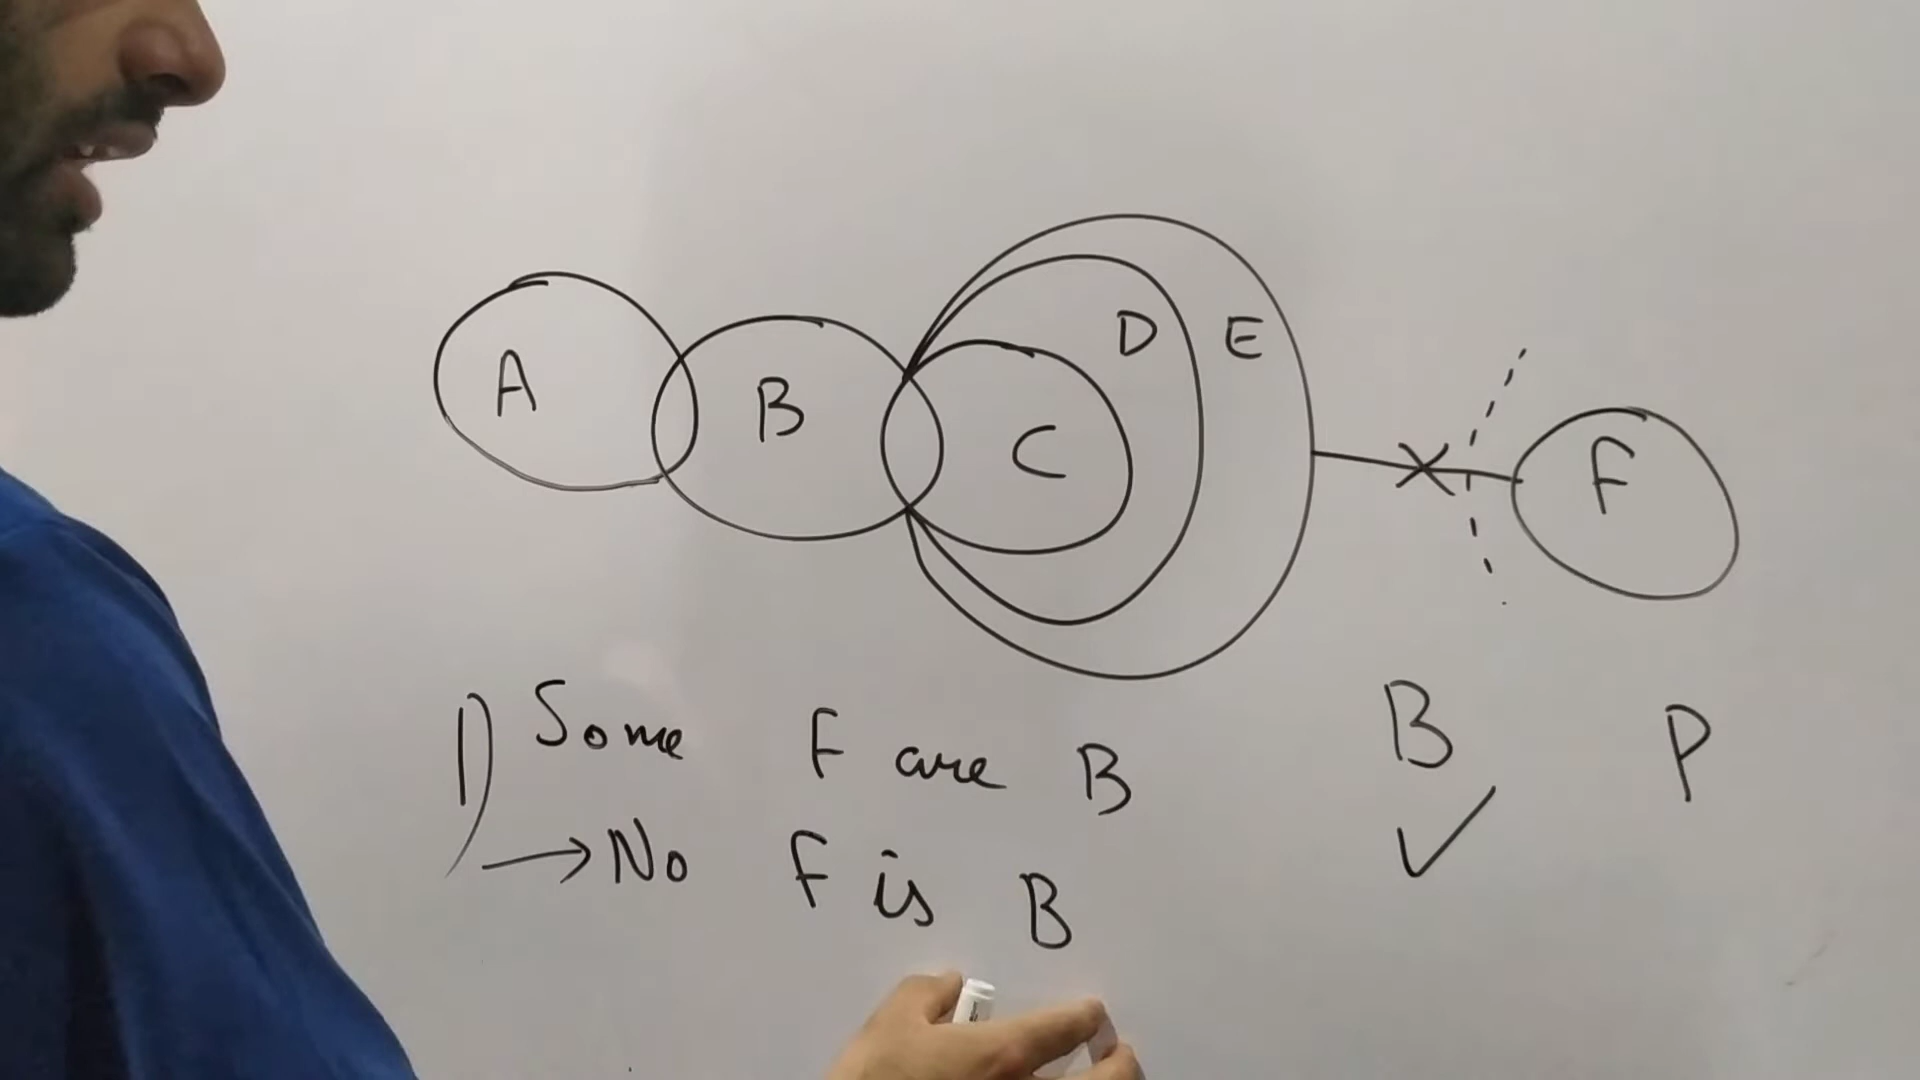 A B C D E F
1) Some F are B
→ No F is B
B P
✓